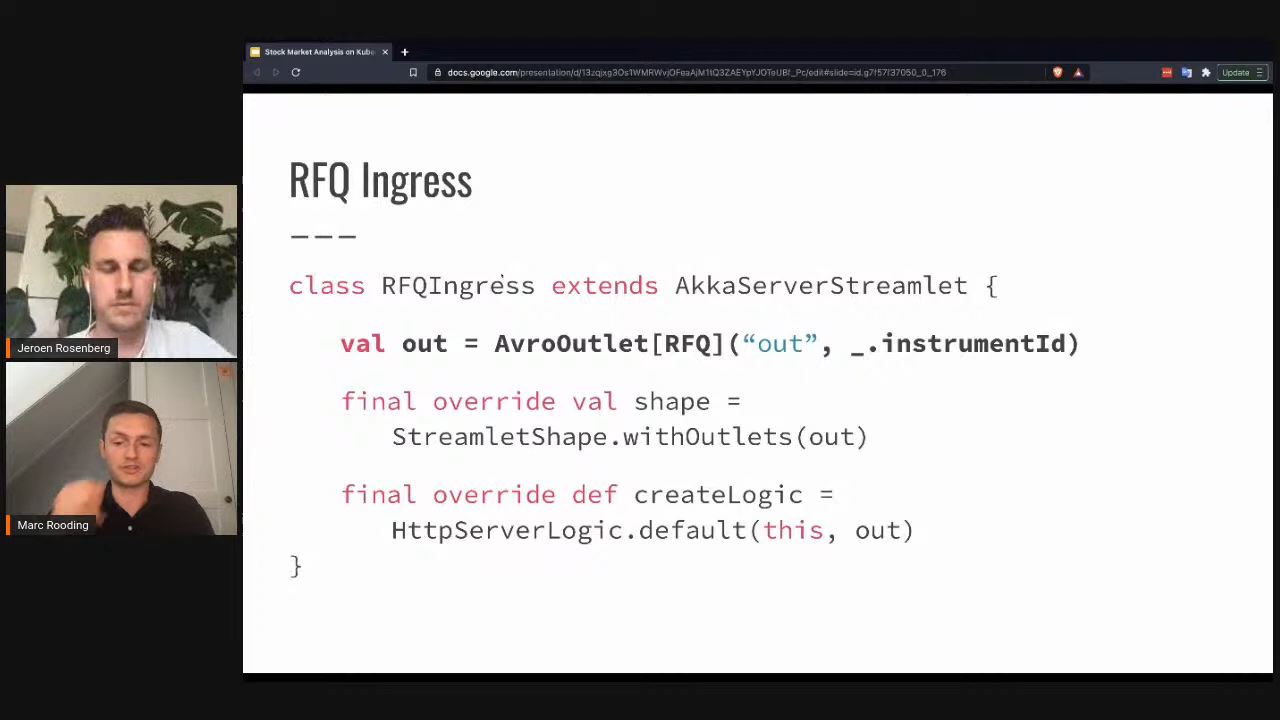 Stock Market Analysis on Kube
docs.google.com/presentation/d/13zqjxg3Os1WMRWvjOFeaAjM1tQ3ZAEYpYJOTeUBf_Pc/edit#slide=id.g7f57f37050_0_176
Update
RFQ Ingress
---
class RFQIngress extends AkkaServerStreamlet {
val out = AvroOutlet[RFQ](“out”, _.instrumentId)
final override val shape =
StreamletShape.withOutlets(out)
final override def createLogic =
HttpServerLogic.default(this, out)
}
Jeroen Rosenberg
Marc Rooding